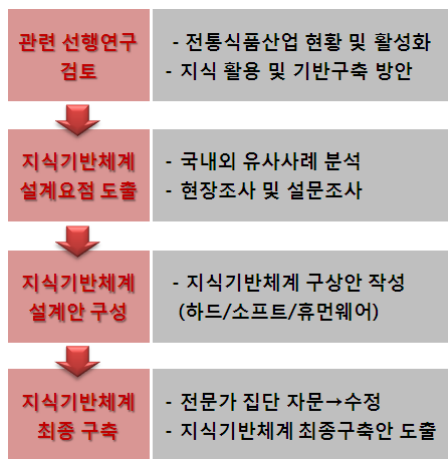 관련 선행연구
검토
- 전통식품산업 현황 및 활성화
- 지식 활용 및 기반구축 방안
지식기반체계
설계요점 도출
- 국내외 유사사례 분석
- 현장조사 및 설문조사
지식기반체계
설계안 구성
- 지식기반체계 구상안 작성
(하드/소프트/휴먼웨어)
지식기반체계
최종 구축
- 전문가 집단 자문→수정
- 지식기반체계 최종구축안 도출